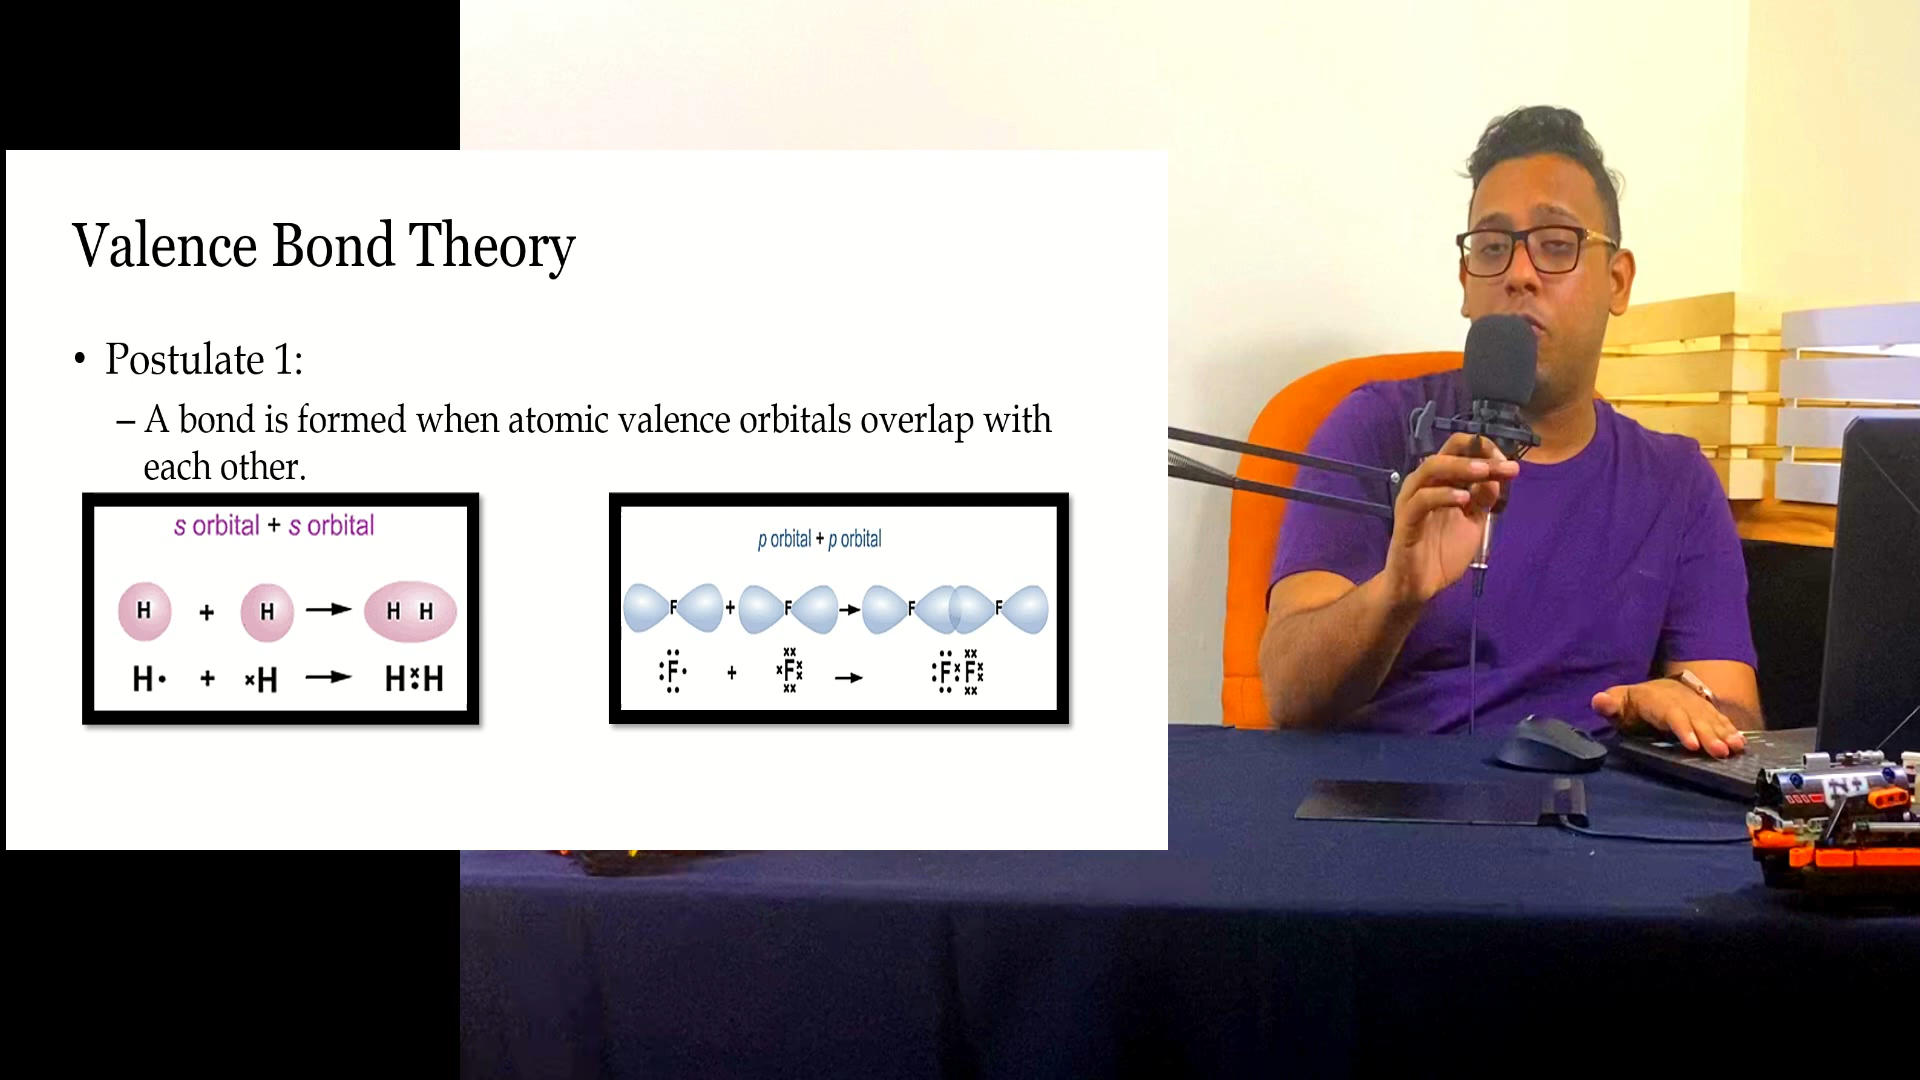 Valence Bond Theory
• Postulate 1:
– A bond is formed when atomic valence orbitals overlap with
each other.
s orbital + s orbital
H + H → H H
H· + xH → H:H
p orbital + p orbital
F + F → F F
F + F → F F
N+